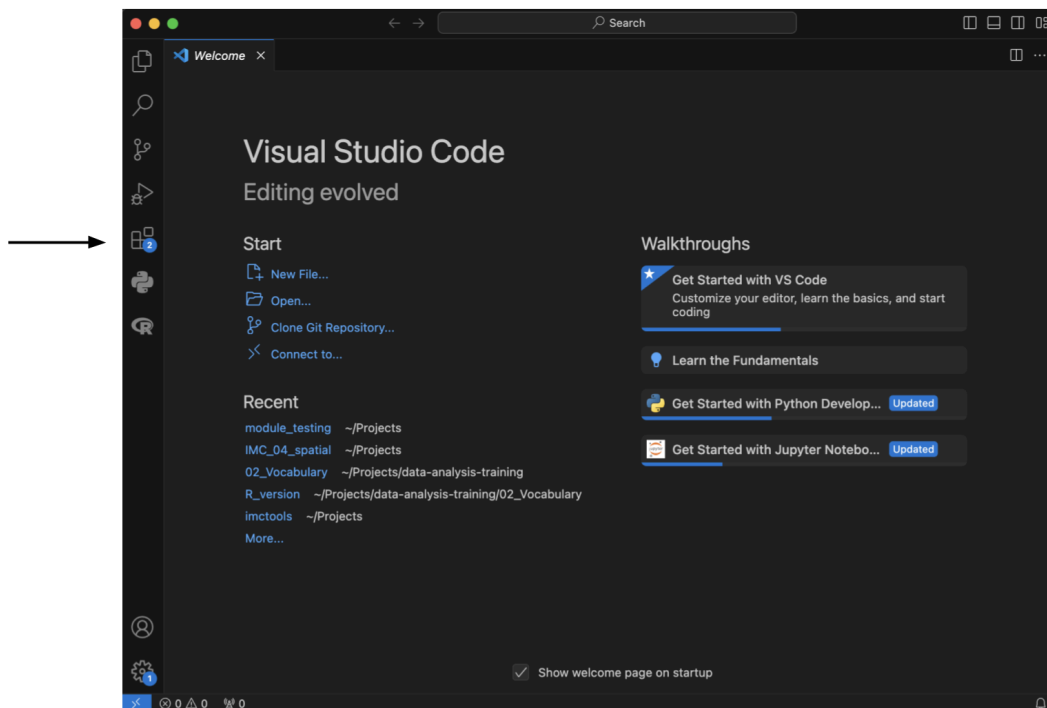 Search
Welcome
Visual Studio Code
Editing evolved
Start
New File...
Open...
Clone Git Repository...
Connect to...
Recent
module_testing ~/Projects
IMC_04_spatial ~/Projects
02_Vocabulary ~/Projects/data-analysis-training
R_version ~/Projects/data-analysis-training/02_Vocabulary
imctools ~/Projects
More...
Walkthroughs
Get Started with VS Code
Customize your editor, learn the basics, and start
coding
Learn the Fundamentals
Get Started with Python Develop... Updated
Get Started with Jupyter Notebo... Updated
2
R
1
Show welcome page on startup
0 0 0